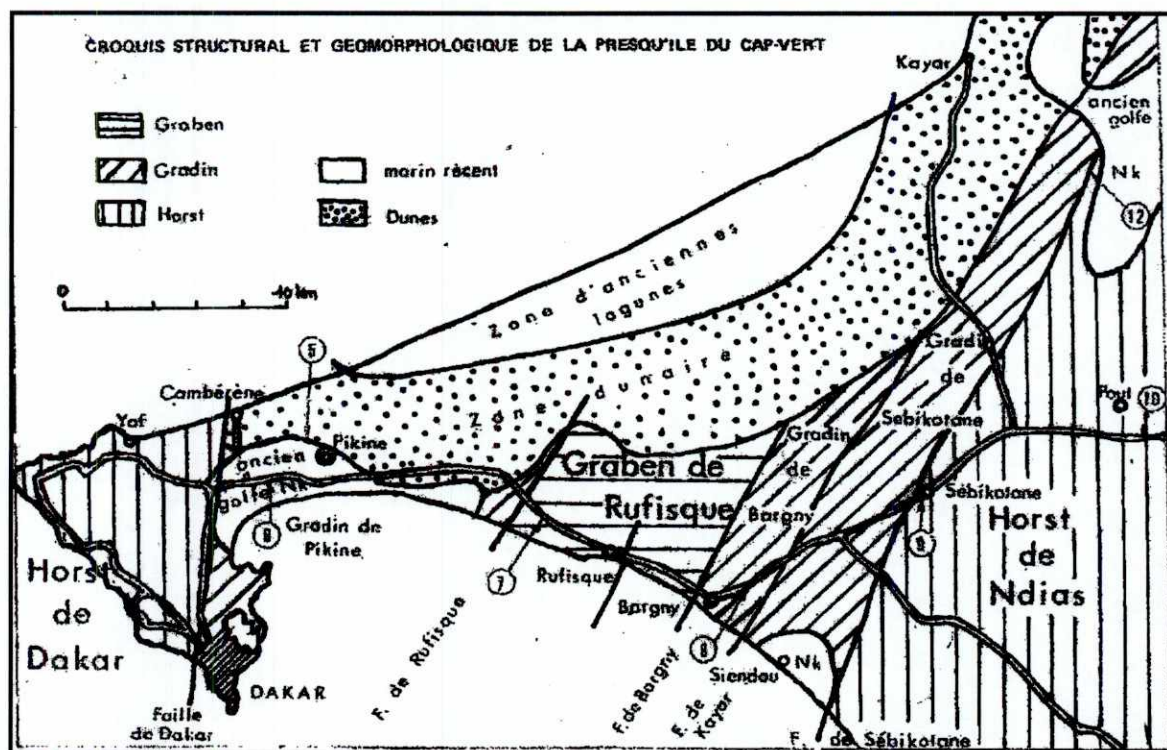 CROQUIS STRUCTURAL ET GEOMORPHOLOGIQUE DE LA PRESQU'ILE DU CAP-VERT
Graben
Gradin
Horst
marin récent
Dunes
0 10 km
Kayar
ancien
golfe
Nk
12
Zone d'anciennes
lagunes
Zone dunaire
5
Cambérène
Yof
Pikine
ancien
golfe Nk
6
Gradin de
Pikine
Horst
de
Dakar
DAKAR
Faille
de Dakar
F. de Rufisque
7
Graben de
Rufisque
Rufisque
Bargny
Gradin
de
Bargny
Gradin
de
Sébikotane
Pout
10
Sébikotane
9
Horst
de
Ndias
F. de Bargny
8
F. de
Kayar
Siendou
Nk
F. de Sébikotane